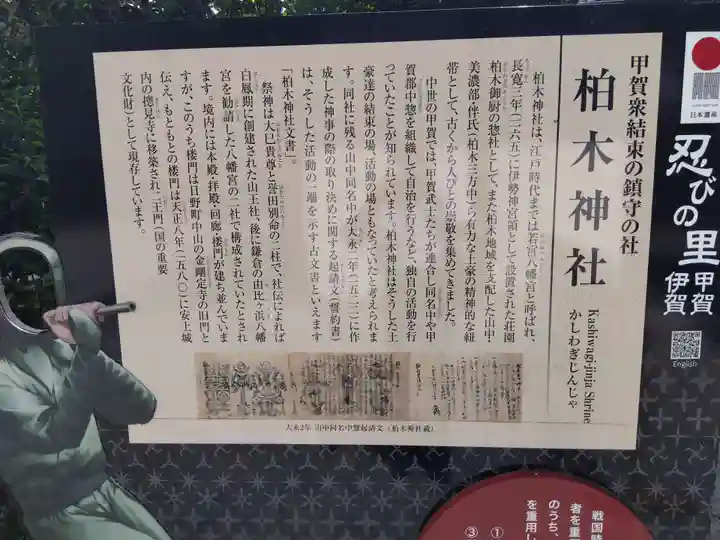 日本遺産
忍びの里
甲賀
伊賀
English
甲賀衆結束の鎮守の社
柏木神社
Kashiwagi-jinja Shrine
かしわぎじんじゃ
柏木神社は、江戸時代までは若宮八幡宮と呼ばれ、
長寛三年(一一六五)に伊勢神宮領として設置された荘園
柏木御厨の惣社として、また柏木地域を支配した山中・
美濃部・伴氏(柏木三方中)ら有力な土豪の精神的な紐
帯として、古くから人びとの崇敬を集めてきました。
中世の甲賀では、甲賀武士たちが連合し同名中や甲
賀郡中惣を組織して自治を行うなど、独自の活動を行
っていたことが知られています。柏木神社はそうした土
豪達の結束の場、活動の場ともなっていたと考えられま
す。同社に残る山中同名中が大永二年(一五二二)に作
成した神事の際の取り決めに関する起請文(誓約書)
は、そうした活動の一端を示す古文書といえます
「柏木神社文書」。
祭神は大己貴尊と誉田別命の二柱で、社伝によれば
白鳳期に創建された山王社、後に鎌倉の由比ヶ浜八幡
宮を勧請した八幡宮の二社で構成されていたとされ
ます。境内には本殿・拝殿・回廊・楼門が建ち並んでいま
すが、このうち楼門は日野町中山の金剛定寺の旧門と
伝え、もともとの楼門は天正八年(一五八〇)に安土城
内の摠見寺に移築され、二王門(国の重要
文化財)として現存しています。
大永2年 山中同名中惣起請文(柏木神社蔵)
戦国時
者を重
のうち、
を重用し
①
③